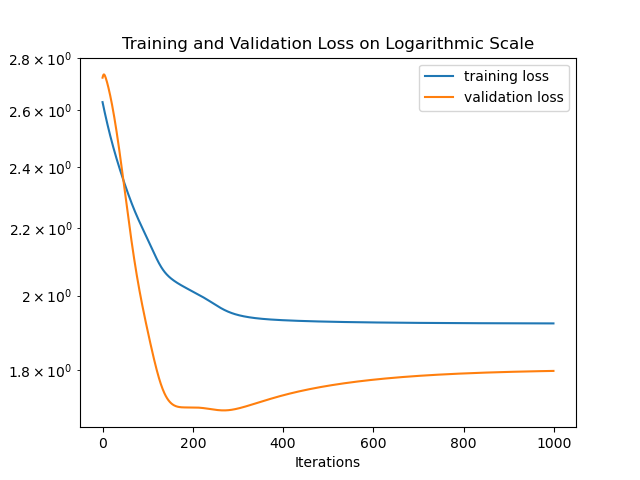 Training and Validation Loss on Logarithmic Scale
2.8 × 10⁰
2.6 × 10⁰
2.4 × 10⁰
2.2 × 10⁰
2 × 10⁰
1.8 × 10⁰
training loss
validation loss
0 200 400 600 800 1000
Iterations